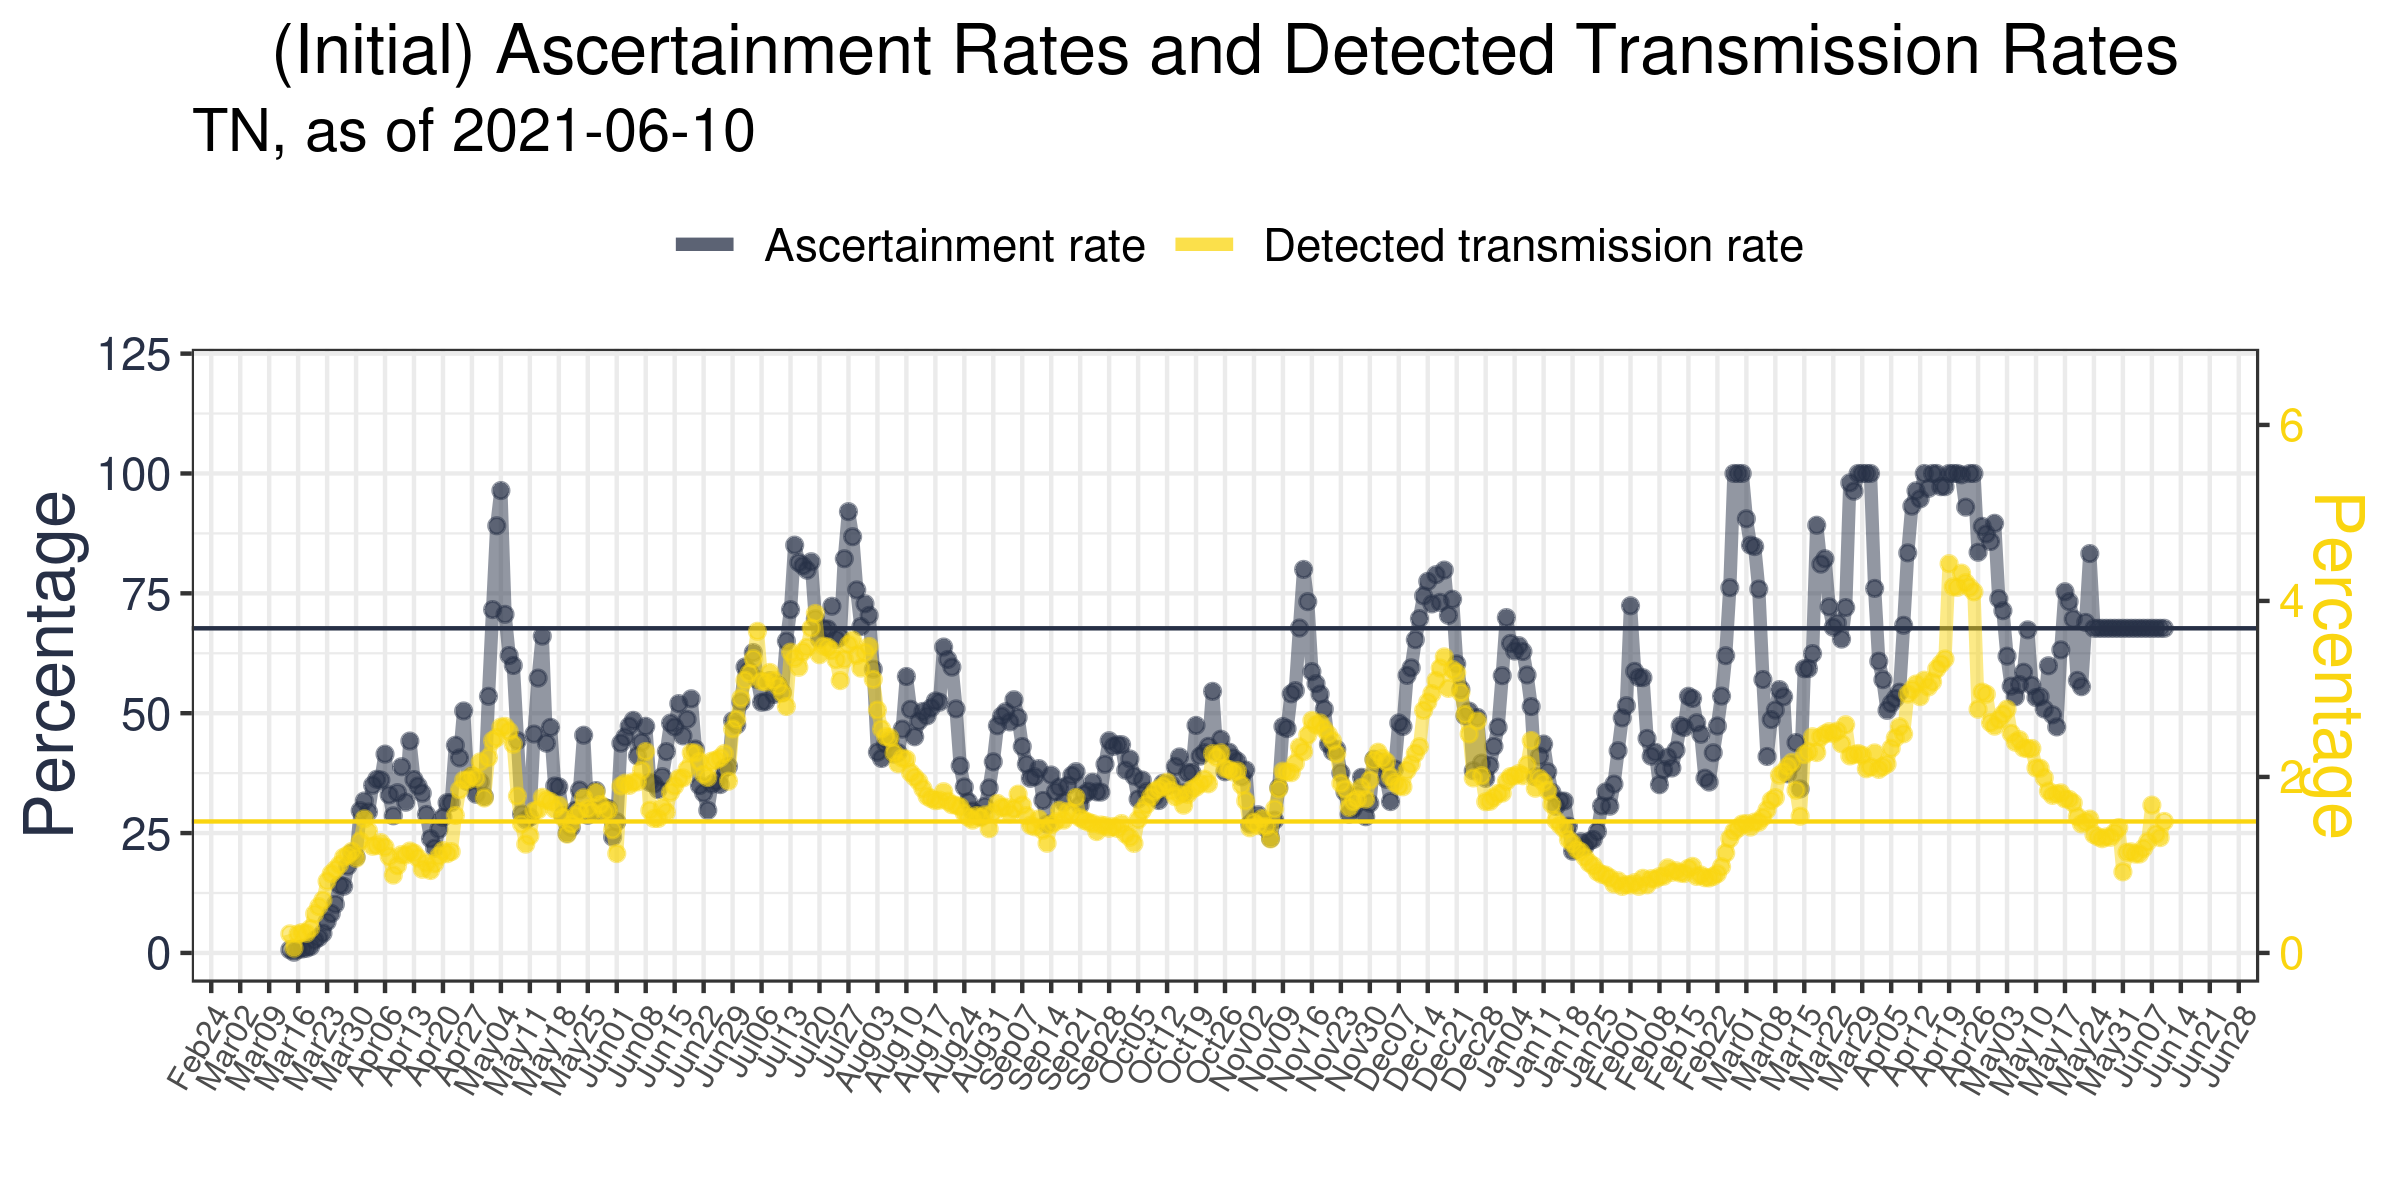 (Initial) Ascertainment Rates and Detected Transmission Rates
TN, as of 2021-06-10
Ascertainment rate
Detected transmission rate
125
100
75
50
25
0
Percentage
6
4
2
0
Percentage
Feb24
Mar02
Mar09
Mar16
Mar23
Mar30
Apr06
Apr13
Apr20
Apr27
May04
May11
May18
May25
Jun01
Jun08
Jun15
Jun22
Jun29
Jul06
Jul13
Jul20
Jul27
Aug03
Aug10
Aug17
Aug24
Aug31
Sep07
Sep14
Sep21
Sep28
Oct05
Oct12
Oct19
Oct26
Nov02
Nov09
Nov16
Nov23
Nov30
Dec07
Dec14
Dec21
Dec28
Jan04
Jan11
Jan18
Jan25
Feb01
Feb08
Feb15
Feb22
Mar01
Mar08
Mar15
Mar22
Mar29
Apr05
Apr12
Apr19
Apr26
May03
May10
May17
May24
May31
Jun07
Jun14
Jun21
Jun28